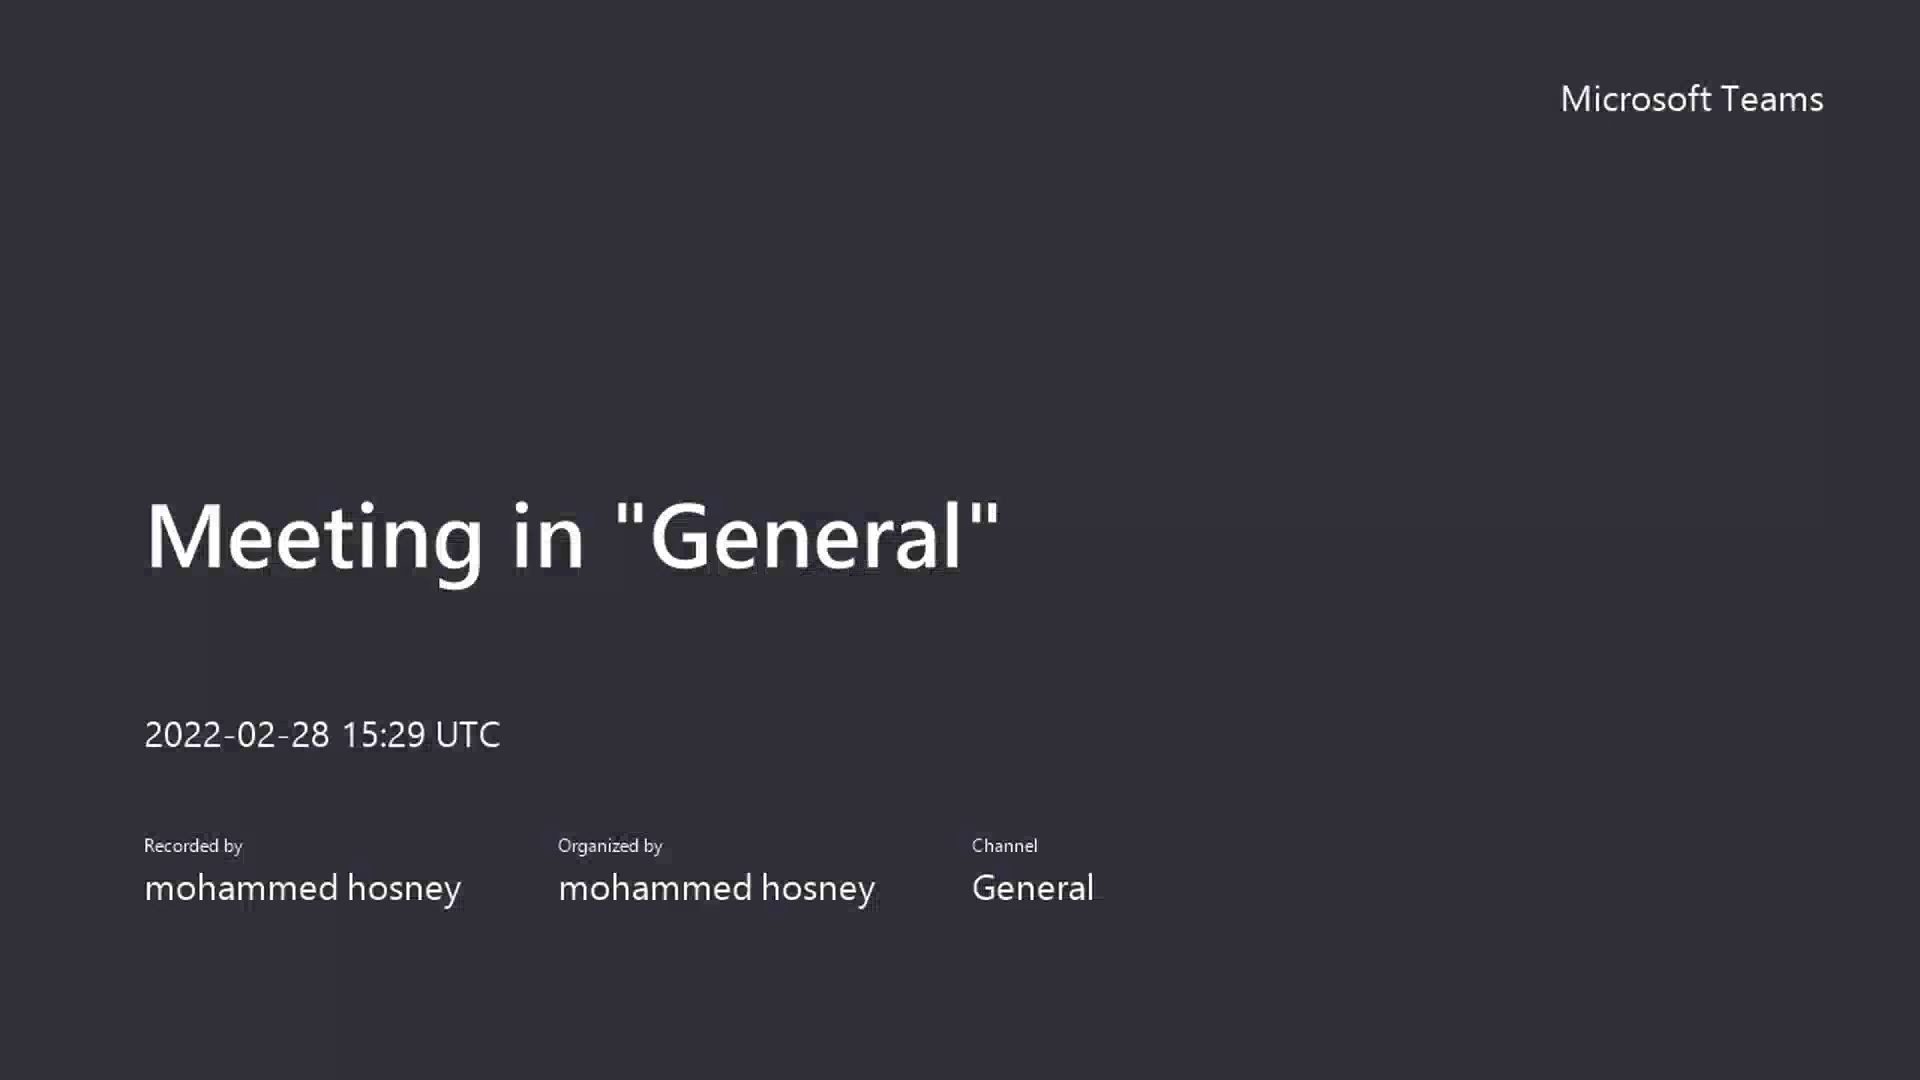 Microsoft Teams
Meeting in "General"
2022-02-28 15:29 UTC
Recorded by
mohammed hosney
Organized by
mohammed hosney
Channel
General